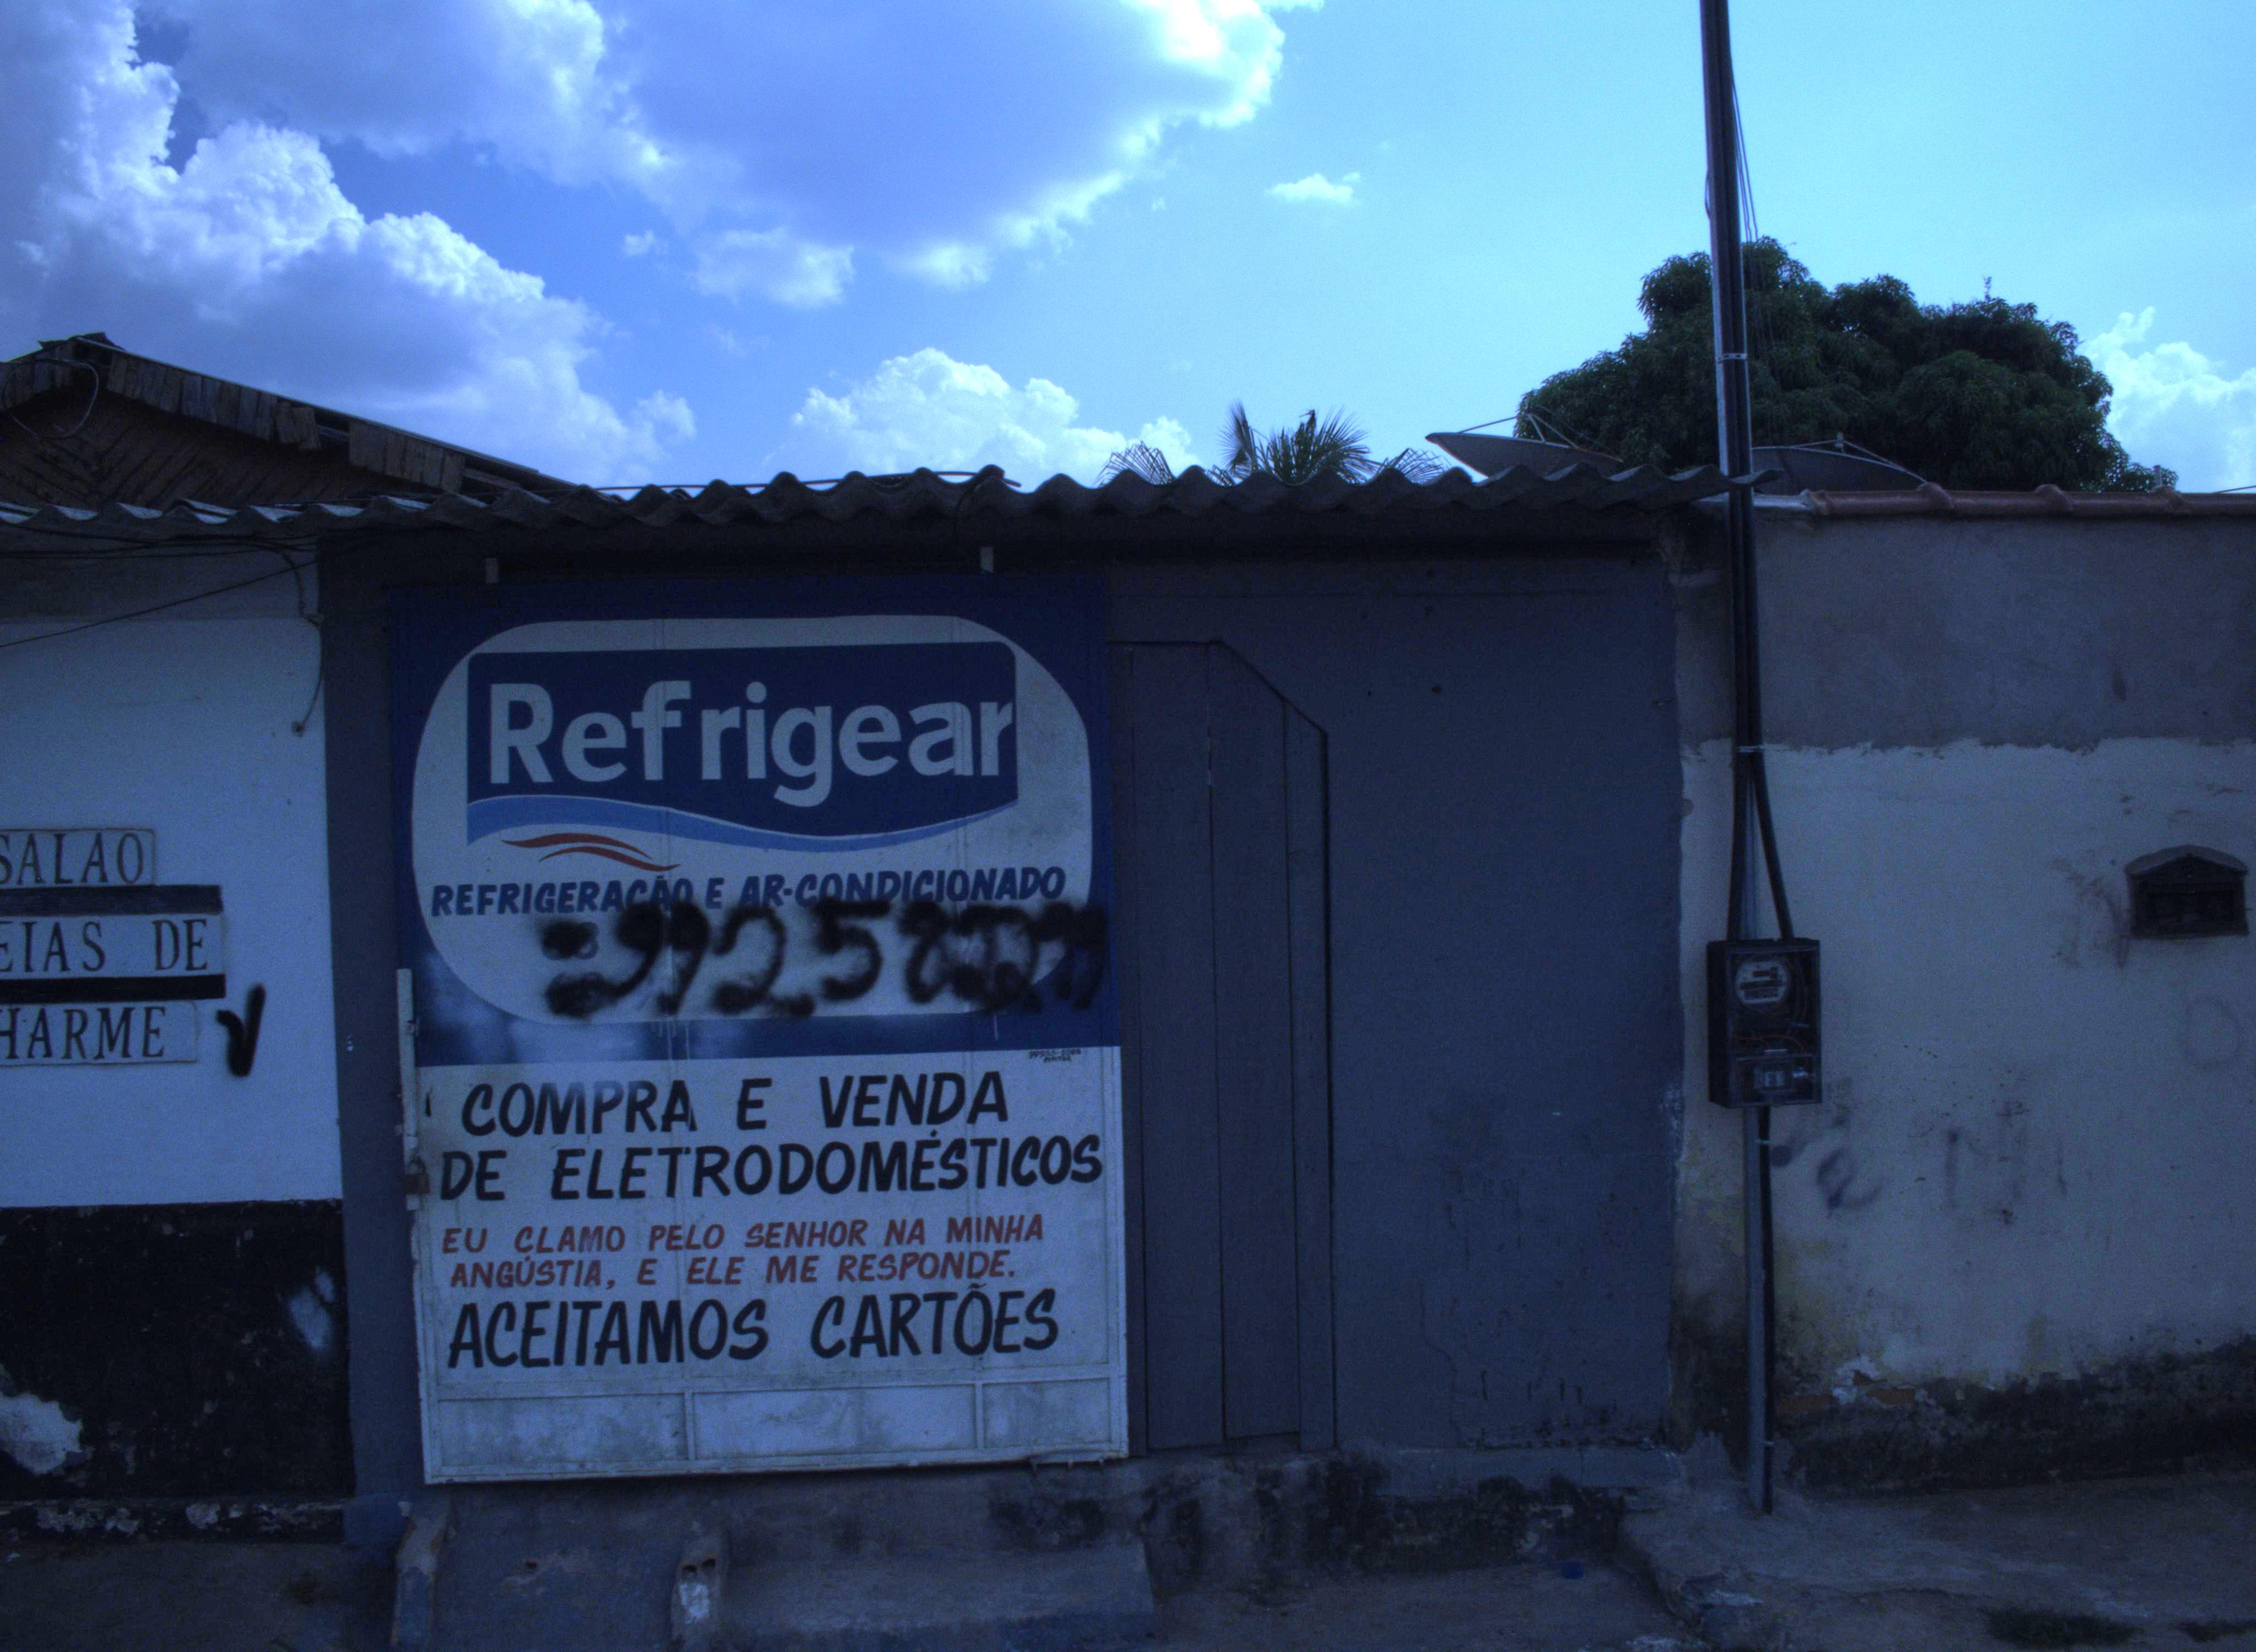 SALAO
EIAS DE
HARME
Refrigear
REFRIGERAÇÃO E AR-CONDICIONADO
COMPRA E VENDA
DE ELETRODOMÉSTICOS
EU CLAMO PELO SENHOR NA MINHA
ANGÚSTIA, E ELE ME RESPONDE.
ACEITAMOS CARTÕES